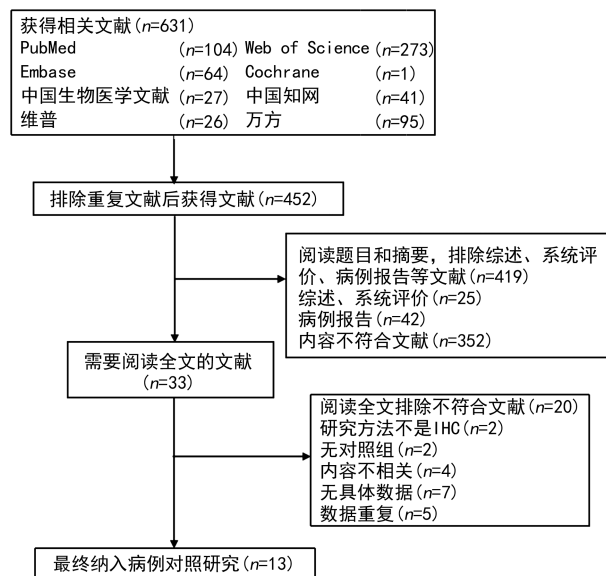 获得相关文献(n=631)
PubMed (n=104) Web of Science (n=273)
Embase (n=64) Cochrane (n=1)
中国生物医学文献(n=27) 中国知网 (n=41)
维普 (n=26) 万方 (n=95)
排除重复文献后获得文献(n=452)
阅读题目和摘要，排除综述、系统评
价、病例报告等文献(n=419)
综述、系统评价(n=25)
病例报告(n=42)
内容不符合文献(n=352)
需要阅读全文的文献
(n=33)
阅读全文排除不符合文献(n=20)
研究方法不是IHC(n=2)
无对照组(n=2)
内容不相关(n=4)
无具体数据(n=7)
数据重复(n=5)
最终纳入病例对照研究(n=13)